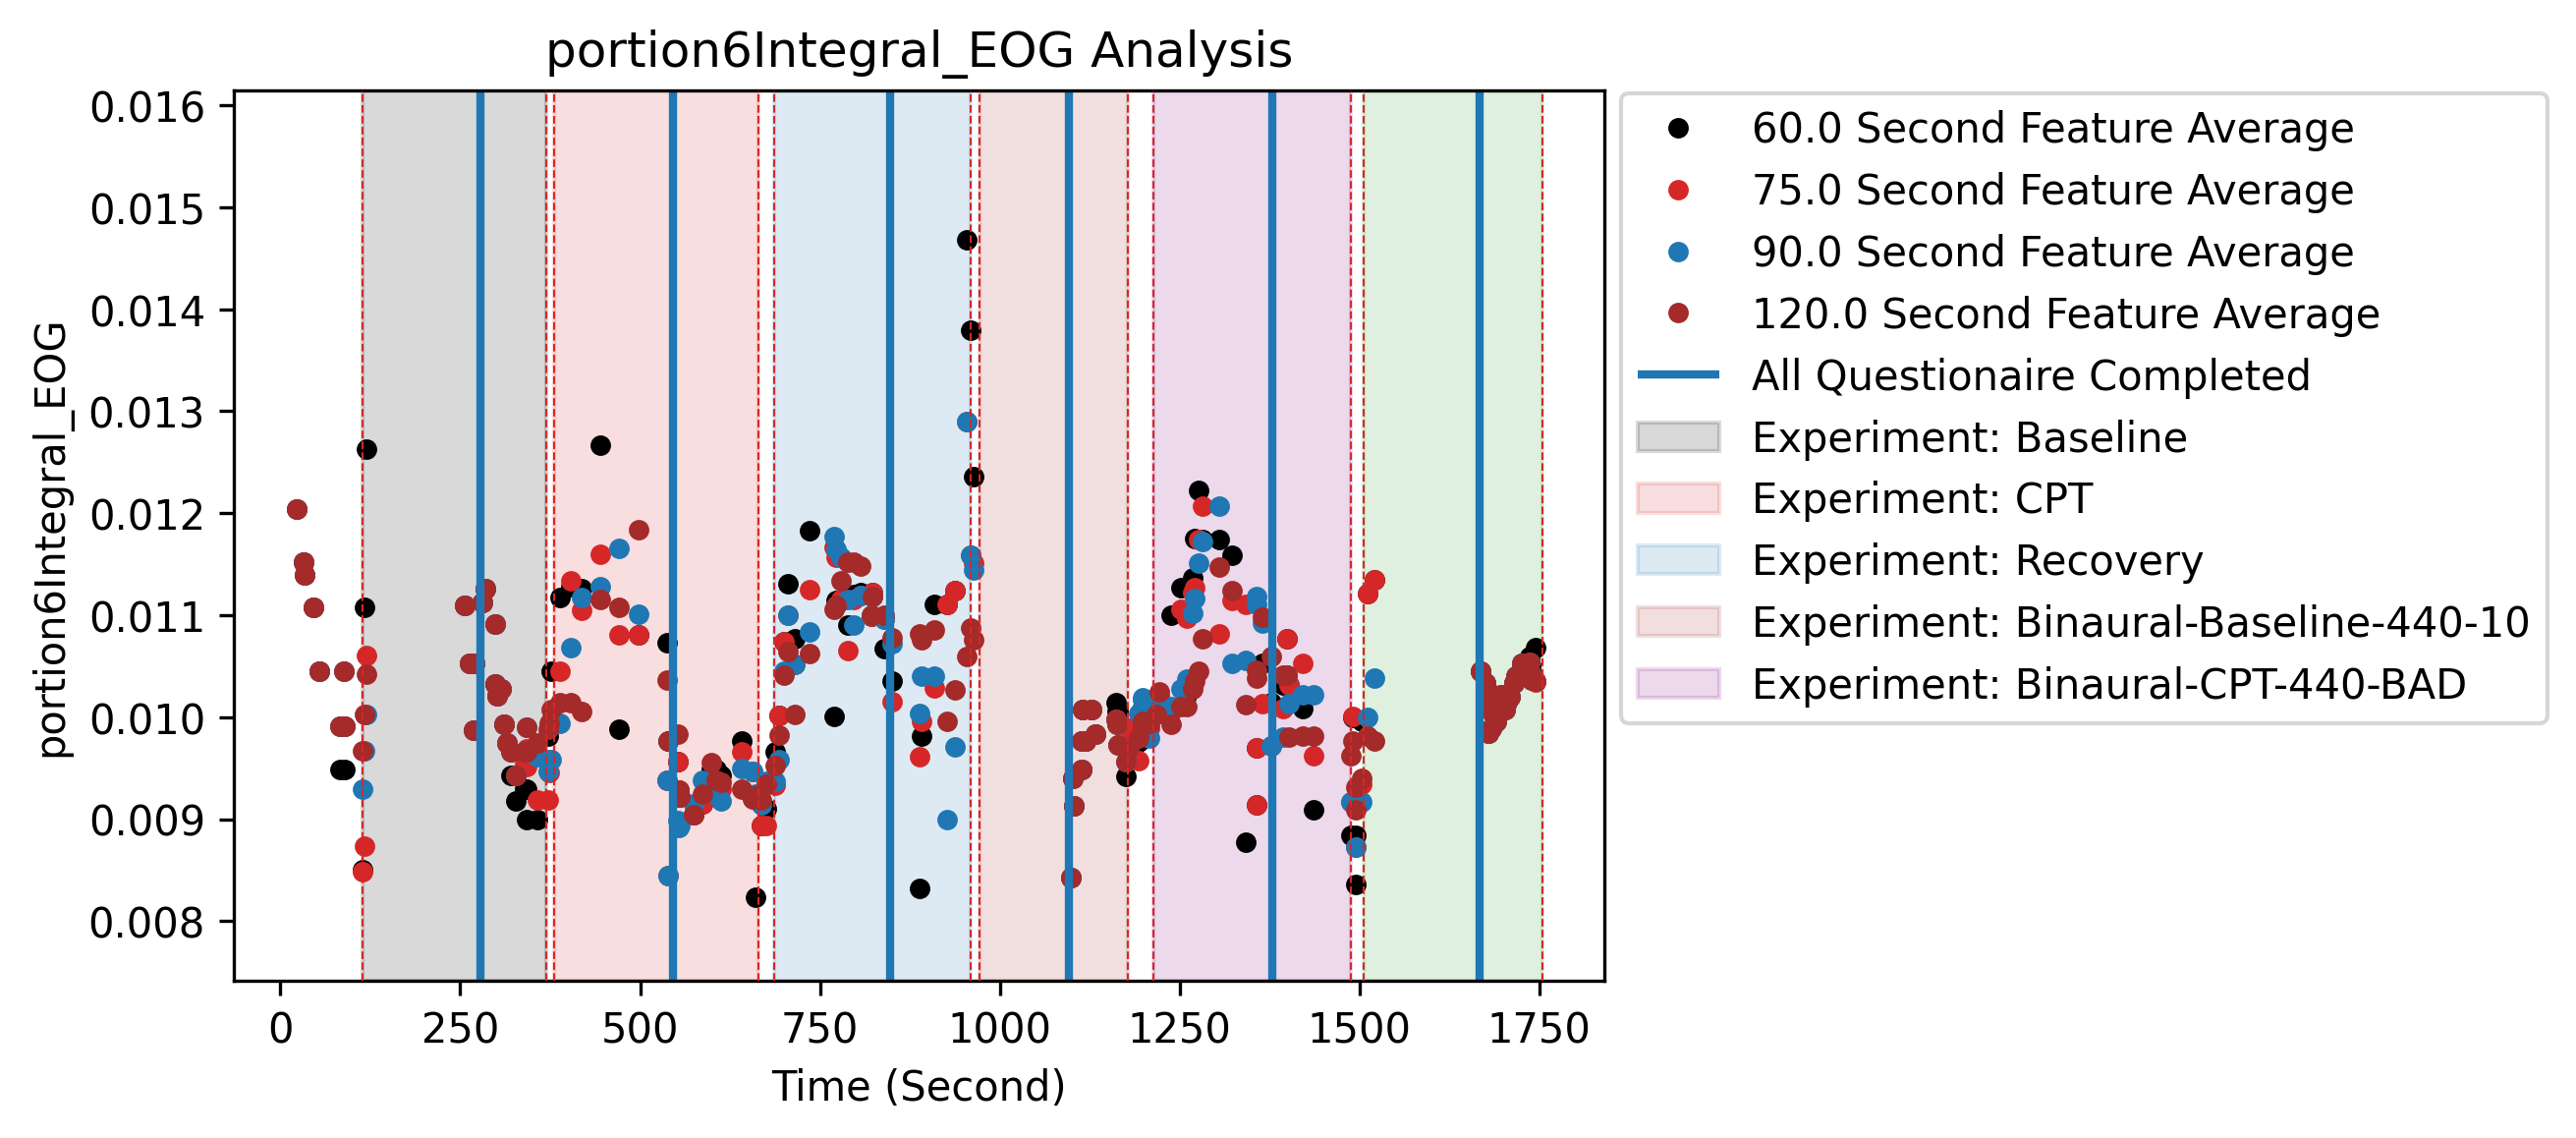 portion6Integral_EOG Analysis
portion6Integral_EOG
0.016
0.015
0.014
0.013
0.012
0.011
0.010
0.009
0.008
0 250 500 750 1000 1250 1500 1750
Time (Second)
60.0 Second Feature Average
75.0 Second Feature Average
90.0 Second Feature Average
120.0 Second Feature Average
All Questionaire Completed
Experiment: Baseline
Experiment: CPT
Experiment: Recovery
Experiment: Binaural-Baseline-440-10
Experiment: Binaural-CPT-440-BAD